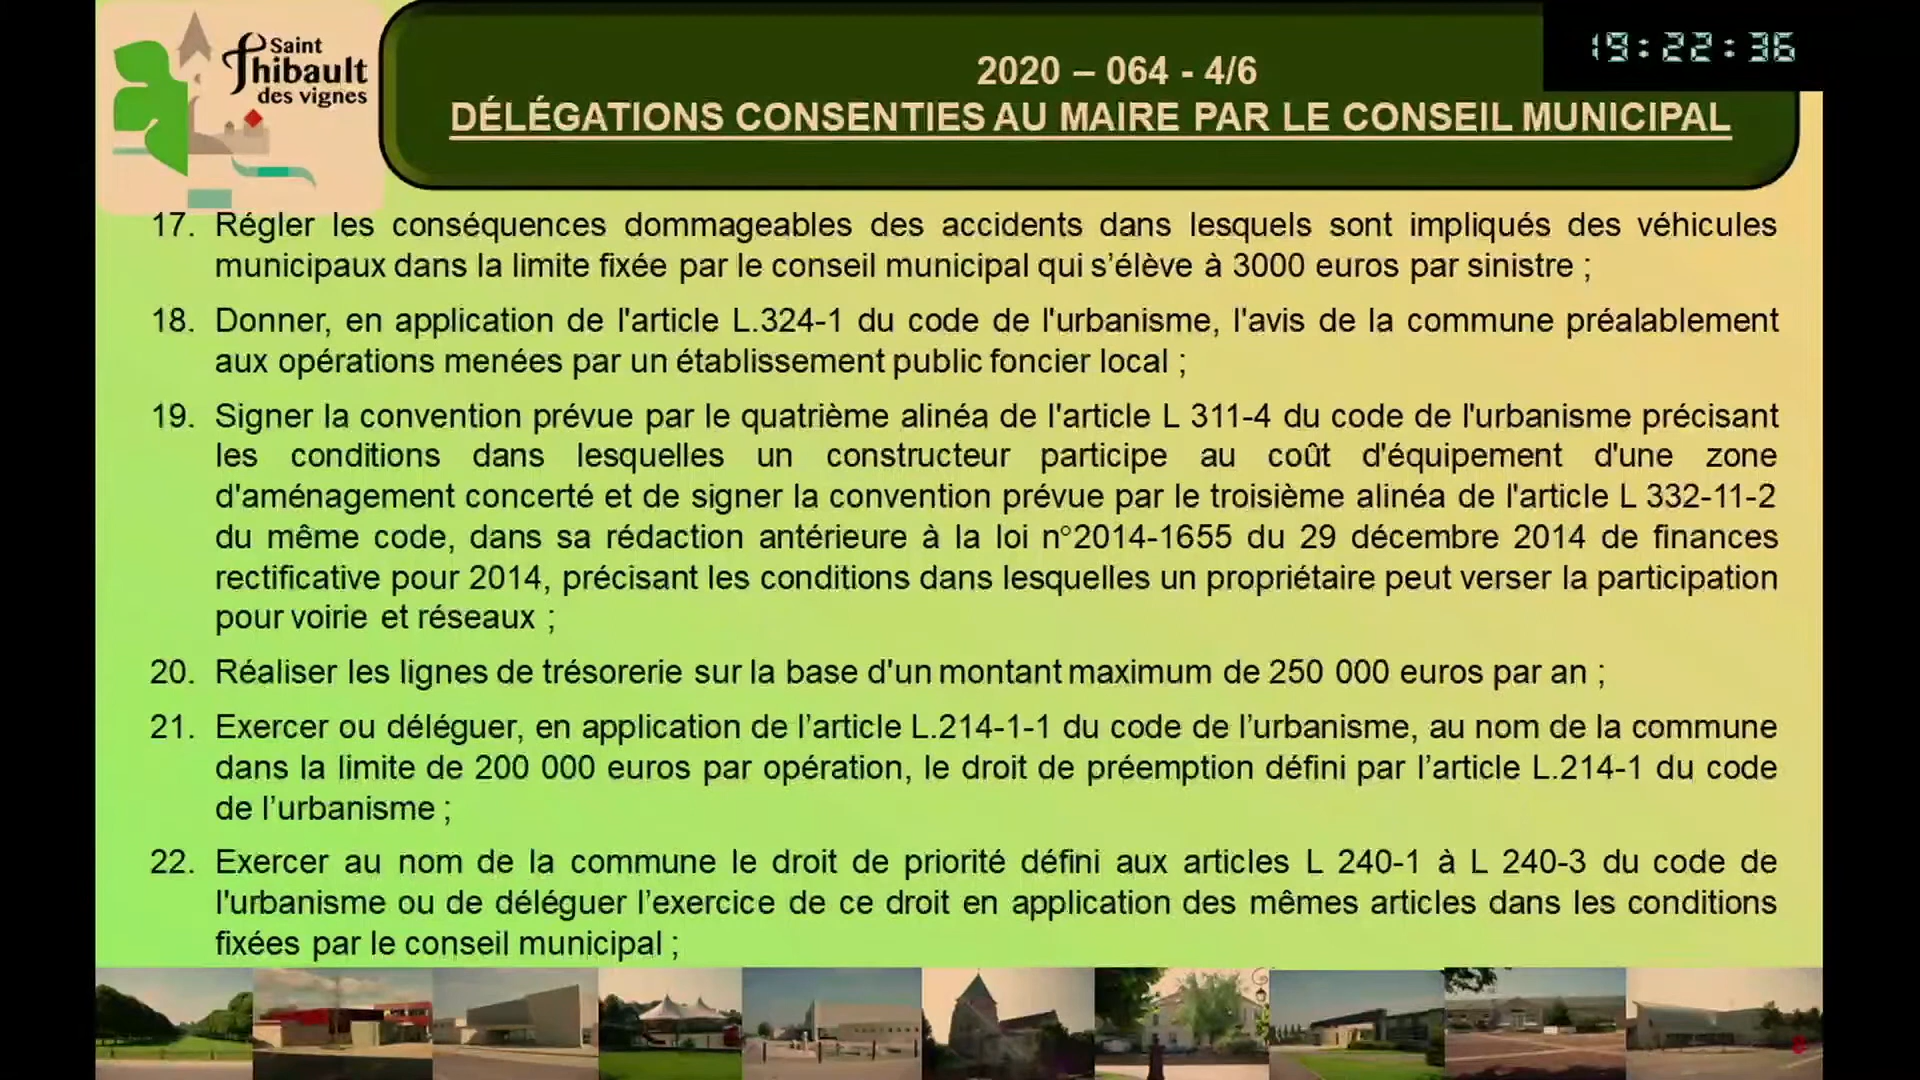 Saint
Thibault
des vignes
2020 – 064 - 4/6
19:22:36
DÉLÉGATIONS CONSENTIES AU MAIRE PAR LE CONSEIL MUNICIPAL
17. Régler les conséquences dommageables des accidents dans lesquels sont impliqués des véhicules
municipaux dans la limite fixée par le conseil municipal qui s’élève à 3000 euros par sinistre ;
18. Donner, en application de l'article L.324-1 du code de l'urbanisme, l'avis de la commune préalablement
aux opérations menées par un établissement public foncier local ;
19. Signer la convention prévue par le quatrième alinéa de l'article L 311-4 du code de l'urbanisme précisant
les conditions dans lesquelles un constructeur participe au coût d'équipement d'une zone
d'aménagement concerté et de signer la convention prévue par le troisième alinéa de l'article L 332-11-2
du même code, dans sa rédaction antérieure à la loi n°2014-1655 du 29 décembre 2014 de finances
rectificative pour 2014, précisant les conditions dans lesquelles un propriétaire peut verser la participation
pour voirie et réseaux ;
20. Réaliser les lignes de trésorerie sur la base d'un montant maximum de 250 000 euros par an ;
21. Exercer ou déléguer, en application de l’article L.214-1-1 du code de l’urbanisme, au nom de la commune
dans la limite de 200 000 euros par opération, le droit de préemption défini par l’article L.214-1 du code
de l’urbanisme ;
22. Exercer au nom de la commune le droit de priorité défini aux articles L 240-1 à L 240-3 du code de
l'urbanisme ou de déléguer l’exercice de ce droit en application des mêmes articles dans les conditions
fixées par le conseil municipal ;